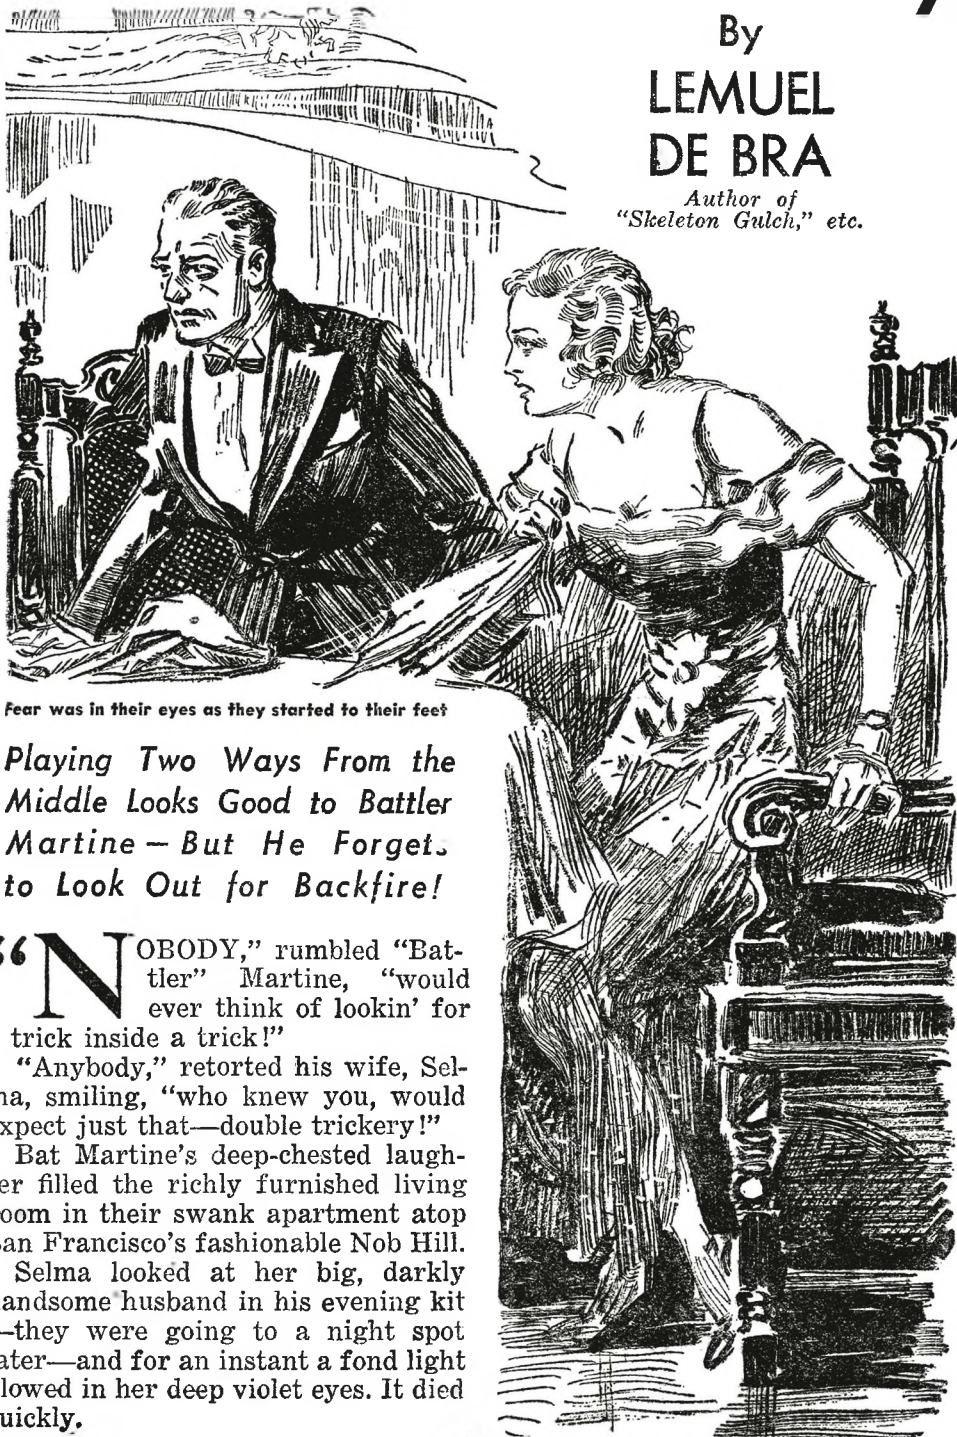 By
LEMUEL
DE BRA
Author of
“Skeleton Gulch,” etc.
Fear was in their eyes as they started to their feet
Playing Two Ways From the
Middle Looks Good to Battler
Martine — But He Forgets
to Look Out for Backfire!
“NOBODY,” rumbled “Bat-
tler” Martine, “would
ever think of lookin’ for
trick inside a trick!”
“Anybody,” retorted his wife, Sel-
na, smiling, “who knew you, would
xpect just that—double trickery!”
Bat Martine’s deep-chested laugh-
er filled the richly furnished living
oom in their swank apartment atop
San Francisco’s fashionable Nob Hill.
Selma looked at her big, darkly
andsome husband in his evening kit
—they were going to a night spot
ater—and for an instant a fond light
lowed in her deep violet eyes. It died
uickly.